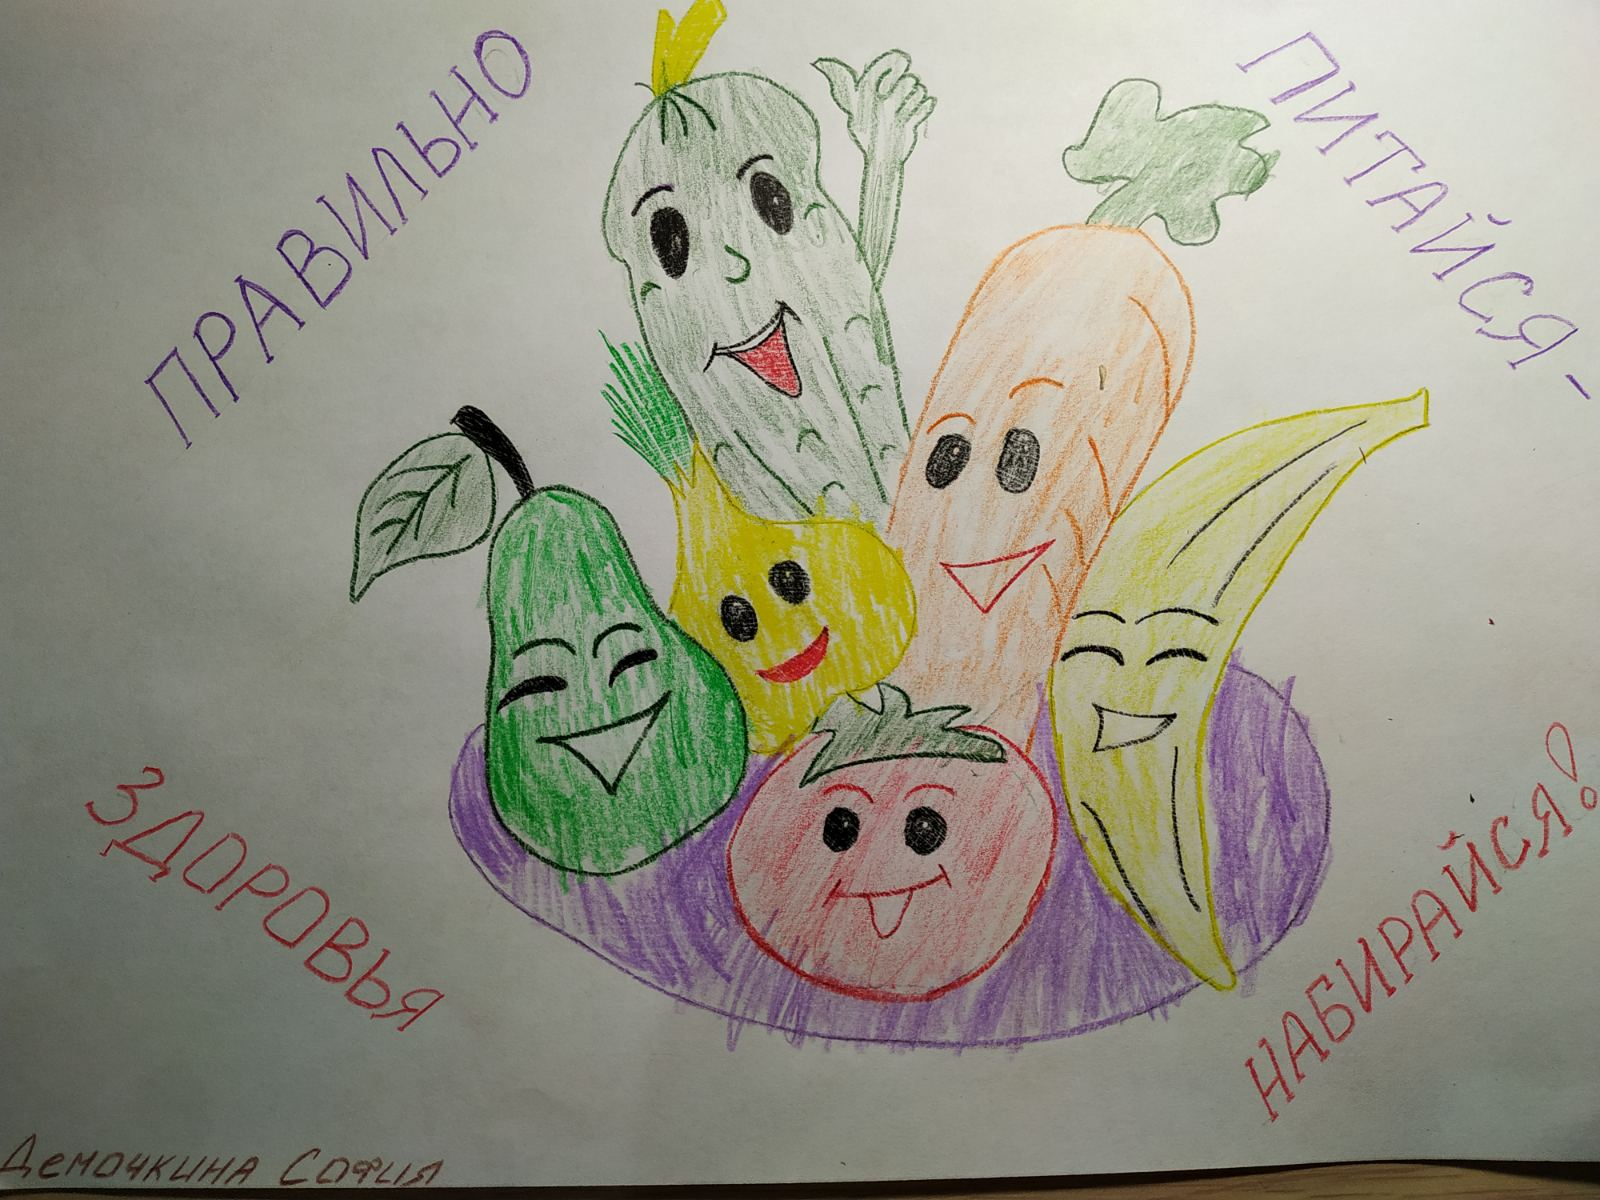 ПРАВИЛЬНО
ПИТАЙСЯ-
ЗДОРОВЬЯ
НАБИРАЙСЯ!
Демочкина София